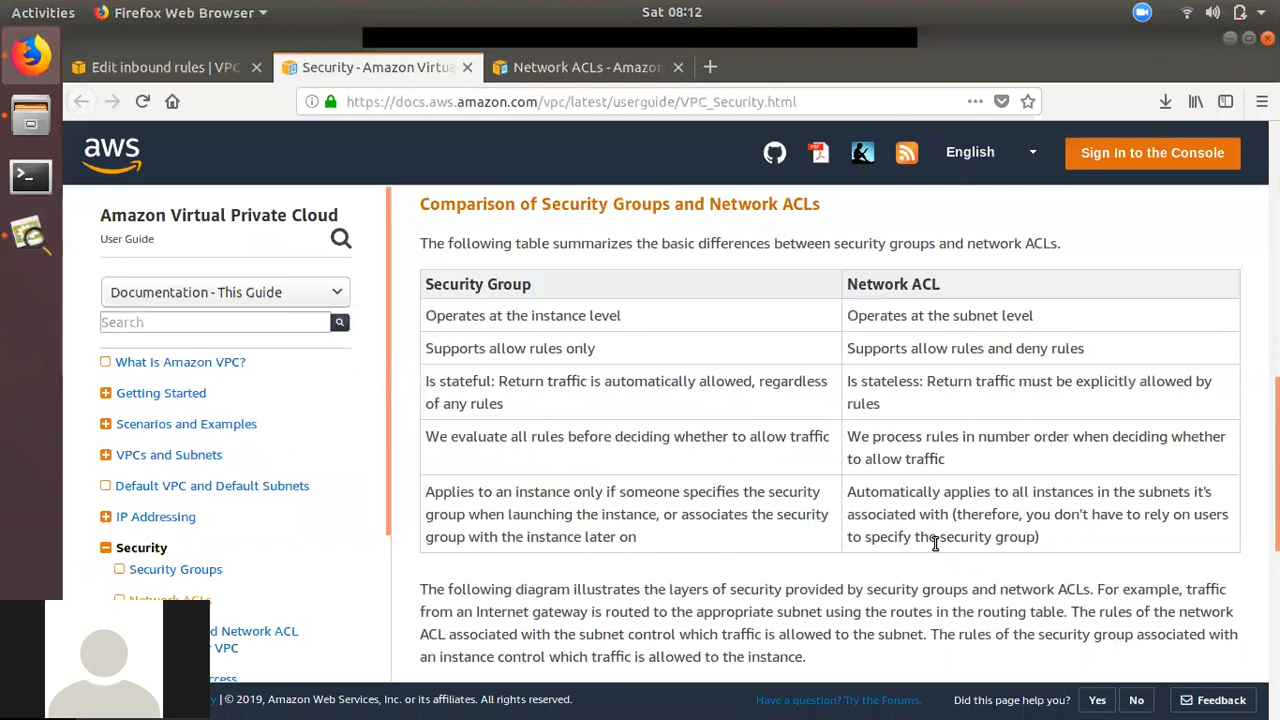 Activities Firefox Web Browser Sat 08:12
Edit inbound rules | VPC Security - Amazon Virtua Network ACLs - Amazon
https://docs.aws.amazon.com/vpc/latest/userguide/VPC_Security.html
aws PDF English Sign In to the Console
Amazon Virtual Private Cloud
User Guide
Documentation - This Guide
Search
What Is Amazon VPC?
Getting Started
Scenarios and Examples
VPCs and Subnets
Default VPC and Default Subnets
IP Addressing
Security
Security Groups
Network ACLs
d Network ACL
VPC
Comparison of Security Groups and Network ACLs
The following table summarizes the basic differences between security groups and network ACLs.
Security Group Network ACL
Operates at the instance level Operates at the subnet level
Supports allow rules only Supports allow rules and deny rules
Is stateful: Return traffic is automatically allowed, regardless
of any rules
Is stateless: Return traffic must be explicitly allowed by
rules
We evaluate all rules before deciding whether to allow traffic
We process rules in number order when deciding whether
to allow traffic
Applies to an instance only if someone specifies the security
group when launching the instance, or associates the security
group with the instance later on
Automatically applies to all instances in the subnets it's
associated with (therefore, you don't have to rely on users
to specify the security group)
The following diagram illustrates the layers of security provided by security groups and network ACLs. For example, traffic
from an Internet gateway is routed to the appropriate subnet using the routes in the routing table. The rules of the network
ACL associated with the subnet control which traffic is allowed to the subnet. The rules of the security group associated with
an instance control which traffic is allowed to the instance.
| © 2019, Amazon Web Services, Inc. or its affiliates. All rights reserved. Have a question? Try the Forums. Did this page help you? Yes No Feedback